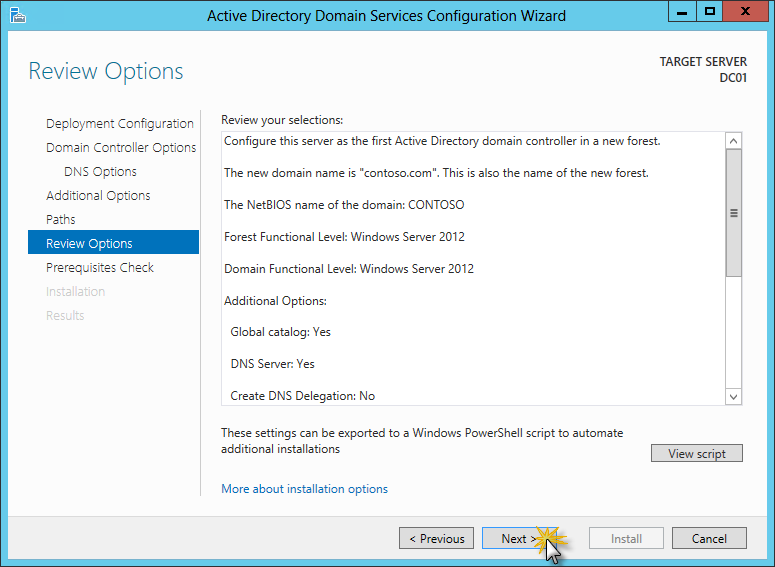 Active Directory Domain Services Configuration Wizard
Review Options
TARGET SERVER
DC01
Deployment Configuration
Domain Controller Options
DNS Options
Additional Options
Paths
Review Options
Prerequisites Check
Installation
Results
Review your selections:
Configure this server as the first Active Directory domain controller in a new forest.
The new domain name is "contoso.com". This is also the name of the new forest.
The NetBIOS name of the domain: CONTOSO
Forest Functional Level: Windows Server 2012
Domain Functional Level: Windows Server 2012
Additional Options:
Global catalog: Yes
DNS Server: Yes
Create DNS Delegation: No
These settings can be exported to a Windows PowerShell script to automate
additional installations
View script
More about installation options
< Previous
Next >
Install
Cancel